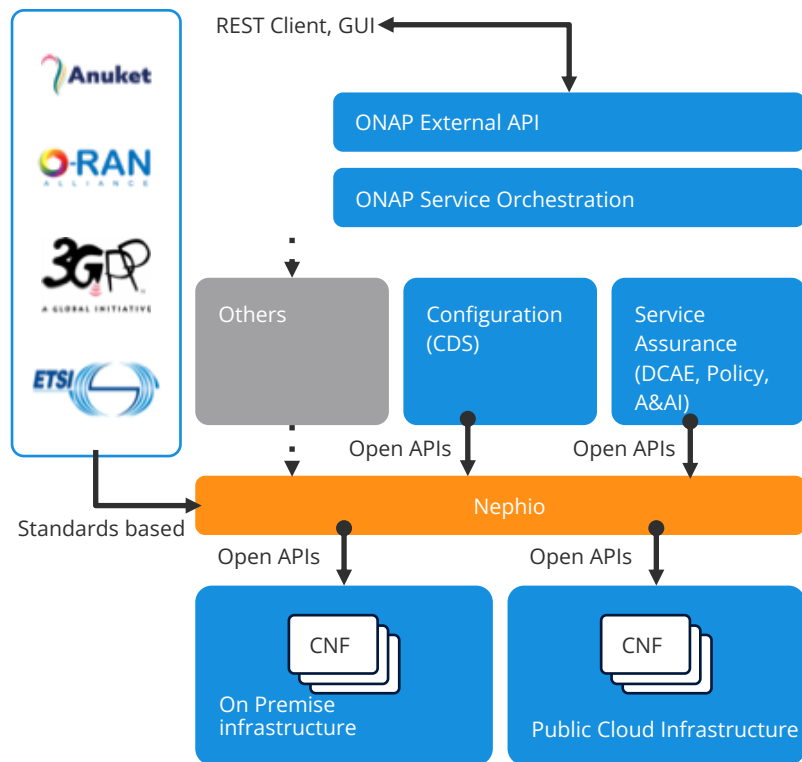 REST Client, GUI
Anuket
O-RAN
ALLIANCE
3GPP
A GLOBAL INITIATIVE
ETSI
ONAP External API
ONAP Service Orchestration
Others
Configuration
(CDS)
Service
Assurance
(DCAE, Policy,
A&AI)
Open APIs
Open APIs
Standards based
Nephio
Open APIs
Open APIs
CNF
On Premise
infrastructure
CNF
Public Cloud Infrastructure